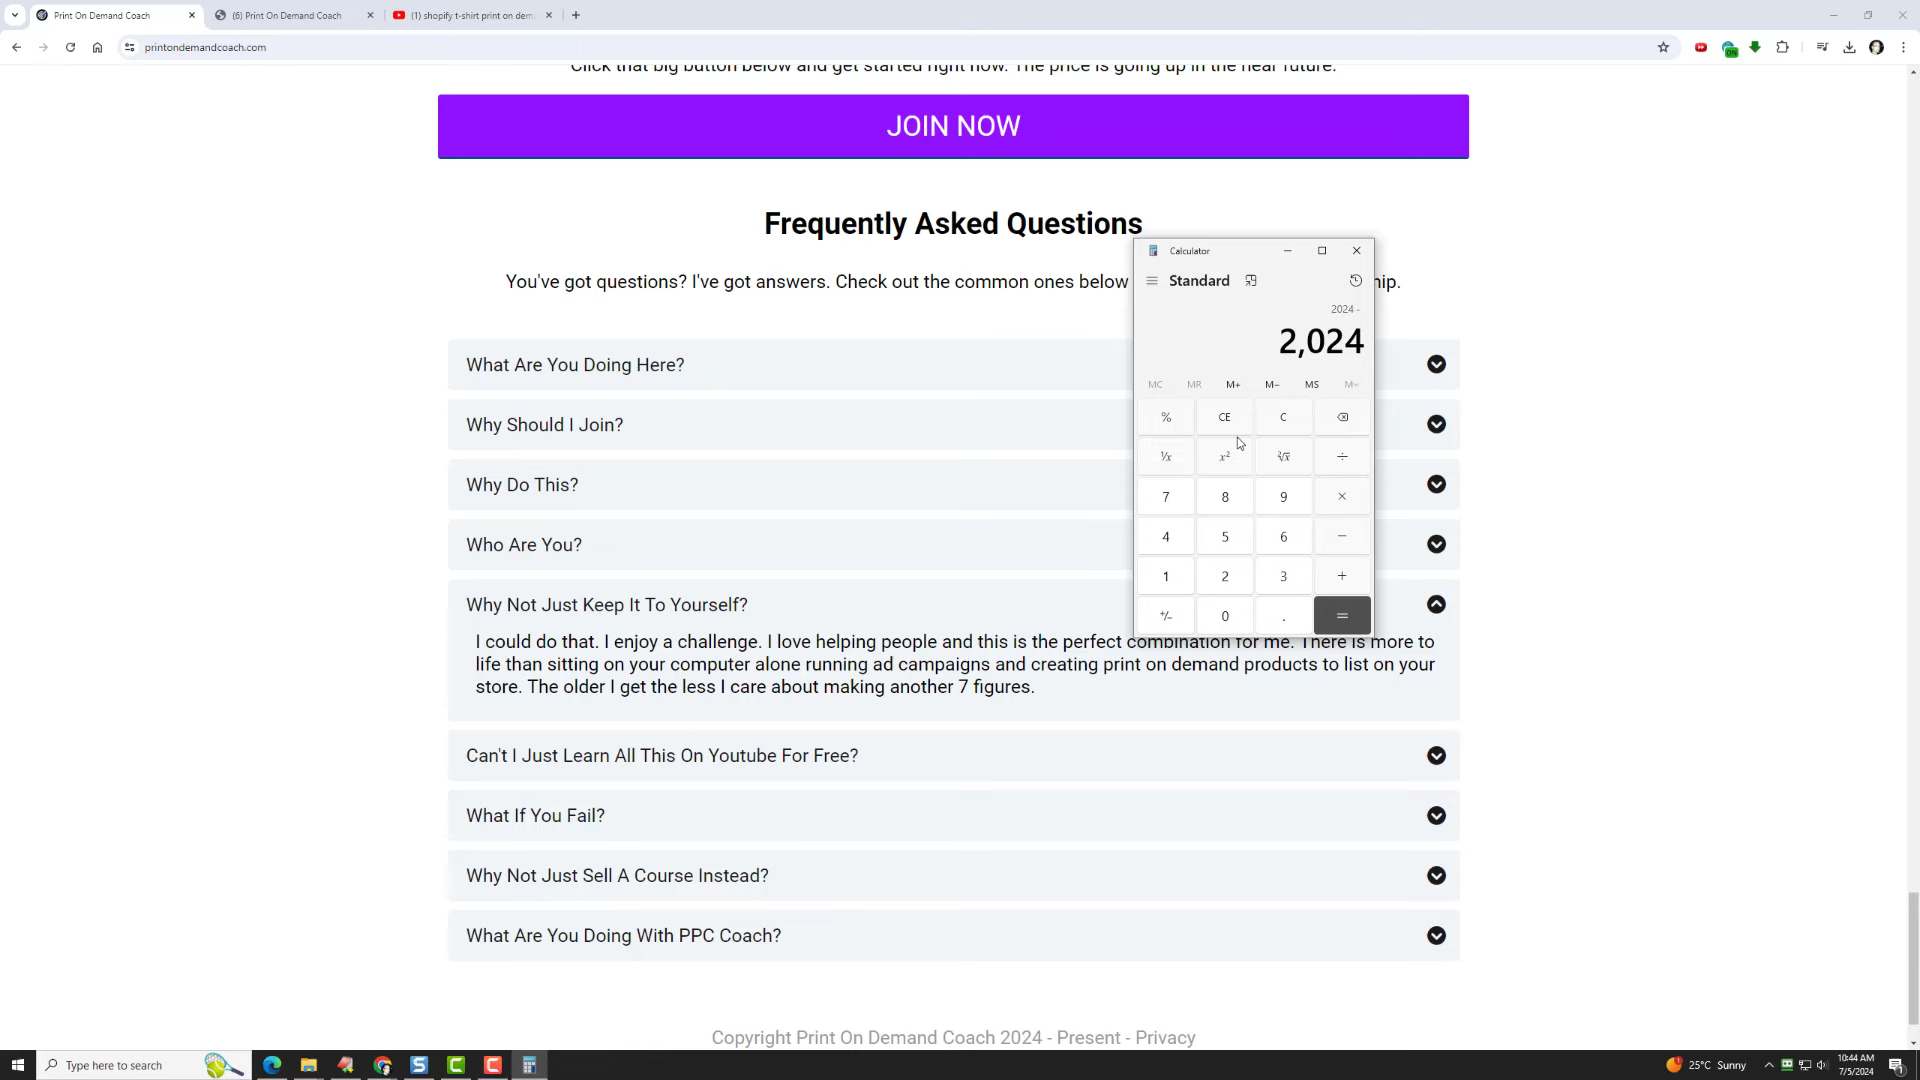 Print On Demand Coach
(6) Print On Demand Coach
(1) shopify t-shirt print on dem
printondemandcoach.com
ON
Click that big button below and get started right now. The price is going up in the near future.
JOIN NOW
Frequently Asked Questions
You've got questions? I've got answers. Check out the common ones below
hip.
Calculator
Standard
2024 -
2,024
MC MR M+ M− MS M
% CE C
1/x x² ²√x ÷
7 8 9 ×
4 5 6 −
1 2 3 +
+/− 0 . =
What Are You Doing Here?
Why Should I Join?
Why Do This?
Who Are You?
Why Not Just Keep It To Yourself?
I could do that. I enjoy a challenge. I love helping people and this is the perfect combination for me. There is more to
life than sitting on your computer alone running ad campaigns and creating print on demand products to list on your
store. The older I get the less I care about making another 7 figures.
Can't I Just Learn All This On Youtube For Free?
What If You Fail?
Why Not Just Sell A Course Instead?
What Are You Doing With PPC Coach?
Copyright Print On Demand Coach 2024 - Present - Privacy
Type here to search
S
C
C
25°C Sunny
10:44 AM
7/5/2024